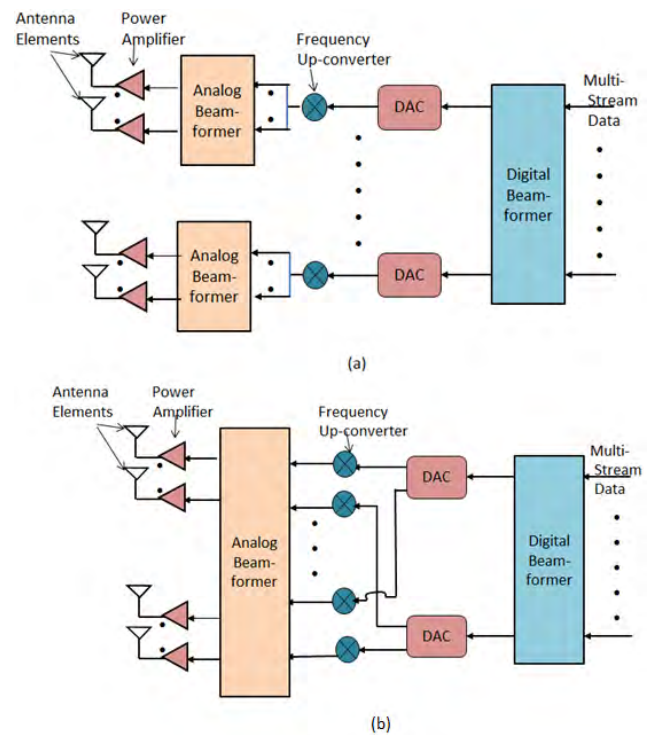 Antenna
Elements
Power
Amplifier
Frequency
Up-converter
Analog
Beam-
former
DAC
Multi-
Stream
Data
Digital
Beam-
former
Analog
Beam-
former
DAC
(a)
Antenna
Elements
Power
Amplifier
Frequency
Up-converter
Analog
Beam-
former
DAC
Multi-
Stream
Data
Digital
Beam-
former
DAC
(b)